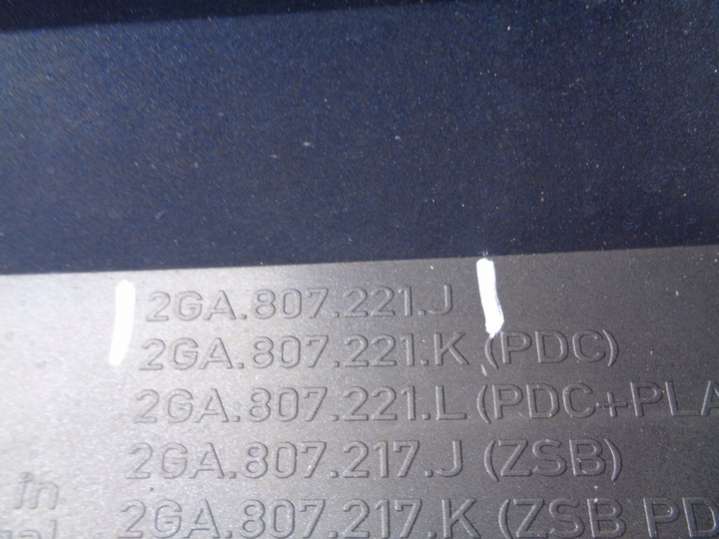 2GA.807.221.J
2GA.807.221.K (PDC)
2GA.807.221.L (PDC+PLA
2GA.807.217.J (ZSB)
in 2GA.807.217.K (ZSB PD